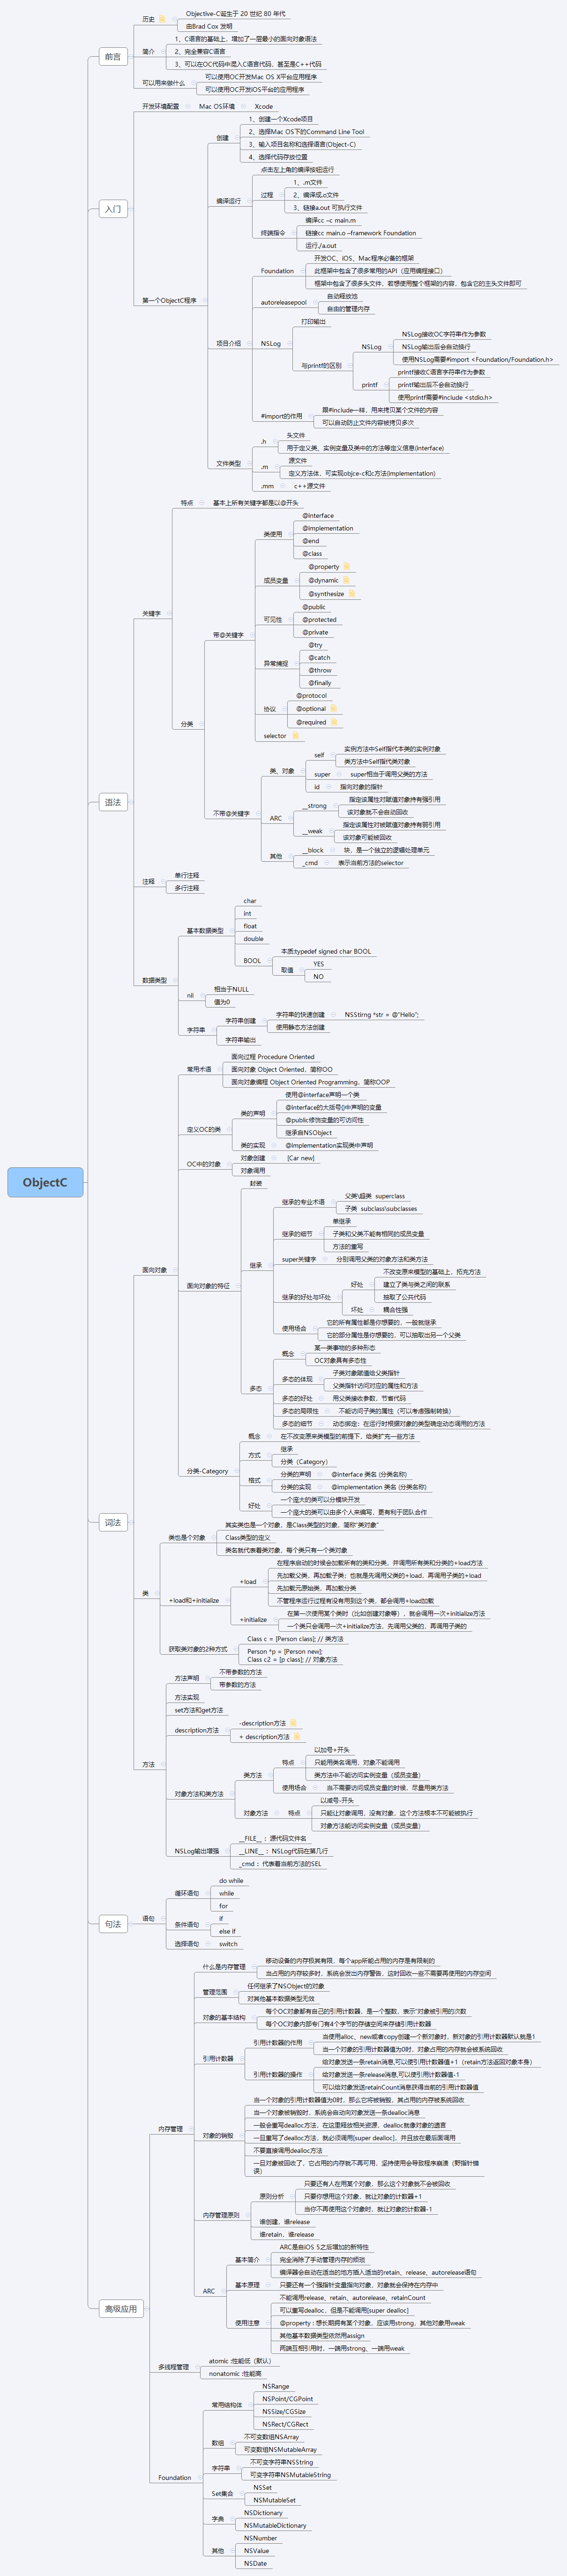 ObjectC
前言
历史
Objective-C诞生于 20 世纪 80 年代
由Brad Cox 发明
简介
1、C语言的基础上，增加了一层最小的面向对象语法
2、完全兼容C语言
3、可以在OC代码中混入C语言代码，甚至是C++代码
可以用来做什么
可以使用OC开发Mac OS X平台应用程序
可以使用OC开发iOS平台的应用程序
入门
开发环境配置
Mac OS环境
Xcode
第一个ObjectC程序
创建
1、创建一个Xcode项目
2、选择Mac OS下的Command Line Tool
3、输入项目名称和选择语言(Object-C)
4、选择代码存放位置
编译运行
点击左上角的编译按钮运行
过程
1、.m文件
2、编译成.o文件
3、链接a.out 可执行文件
终端指令
编译cc –c main.m
链接cc main.o –framework Foundation
运行./a.out
项目介绍
Foundation
开发OC、iOS、Mac程序必备的框架
此框架中包含了很多常用的API（应用编程接口）
框架中包含了很多头文件，若想使用整个框架的内容，包含它的主头文件即可
autoreleasepool
自动释放池
自由的管理内存
NSLog
打印输出
与printf的区别
NSLog
NSLog接收OC字符串作为参数
NSLog输出后会自动换行
使用NSLog需要#import <Foundation/Foundation.h>
printf
printf接收C语言字符串作为参数
printf输出后不会自动换行
使用printf需要#include <stdio.h>
#import的作用
跟#include一样，用来拷贝某个文件的内容
可以自动防止文件内容被拷贝多次
文件类型
.h
头文件
用于定义类、实例变量及类中的方法等定义信息(interface)
.m
源文件
定义方法体，可实现objce-c和c方法(implementation)
.mm
c++源文件
语法
关键字
特点
基本上所有关键字都是以@开头
分类
带@关键字
类使用
@interface
@implementation
@end
@class
成员变量
@property
@dynamic
@synthesize
可见性
@public
@protected
@private
异常捕捉
@try
@catch
@throw
@finally
协议
@protocol
@optional
@required
selector
不带@关键字
类、对象
self
实例方法中Self指代本类的实例对象
类方法中Self指代类对象
super
super相当于调用父类的方法
id
指向对象的指针
ARC
__strong
指定该属性对赋值对象持有强引用
该对象就不会自动回收
__weak
指定该属性对被赋值对象持有弱引用
该对象可能被回收
其他
__block
块，是一个独立的逻辑处理单元
_cmd
表示当前方法的selector
注释
单行注释
多行注释
数据类型
基本数据类型
char
int
float
double
BOOL
本质:typedef signed char BOOL
取值
YES
NO
nil
相当于NULL
值为0
字符串
字符串创建
字符串的快速创建
NSStirng *str = @"Hello";
使用静态方法创建
字符串输出
词法
面向对象
常用术语
面向过程 Procedure Oriented
面向对象 Object Oriented，简称OO
面向对象编程 Object Oriented Programming，简称OOP
定义OC的类
类的声明
使用@interface声明一个类
@interface的大括号{}中声明的变量
@public修饰变量的可访问性
继承自NSObject
类的实现
@implementation实现类中声明
OC中的对象
对象创建
[Car new]
对象调用
面向对象的特征
封装
继承
继承的专业术语
父类\超类 superclass
子类 subclass\subclasses
继承的细节
单继承
子类和父类不能有相同的成员变量
方法的重写
super关键字
分别调用父类的对象方法和类方法
继承的好处与坏处
好处
不改变原来模型的基础上，拓充方法
建立了类与类之间的联系
抽取了公共代码
坏处
耦合性强
使用场合
它的所有属性都是你想要的，一般就继承
它的部分属性是你想要的，可以抽取出另一个父类
多态
概念
某一类事物的多种形态
OC对象具有多态性
多态的体现
子类对象赋值给父类指针
父类指针访问对应的属性和方法
多态的好处
用父类接收参数，节省代码
多态的局限性
不能访问子类的属性（可以考虑强制转换）
多态的细节
动态绑定：在运行时根据对象的类型确定动态调用的方法
分类-Category
概念
在不改变原来类模型的前提下，给类扩充一些方法
方式
继承
分类（Category）
格式
分类的声明
@interface 类名 (分类名称)
分类的实现
@implementation 类名 (分类名称)
好处
一个庞大的类可以分模块开发
一个庞大的类可以由多个人来编写，更有利于团队合作
类
类也是个对象
其实类也是一个对象，是Class类型的对象，简称"类对象"
Class类型的定义
类名就代表着类对象，每个类只有一个类对象
+load和+initialize
+load
在程序启动的时候会加载所有的类和分类，并调用所有类和分类的+load方法
先加载父类，再加载子类；也就是先调用父类的+load，再调用子类的+load
先加载元原始类，再加载分类
不管程序运行过程有没有用到这个类，都会调用+load加载
+initialize
在第一次使用某个类时（比如创建对象等），就会调用一次+initialize方法
一个类只会调用一次+initialize方法，先调用父类的，再调用子类的
获取类对象的2种方式
Class c = [Person class]; // 类方法
Person *p = [Person new];
Class c2 = [p class]; // 对象方法
方法
方法声明
不带参数的方法
带参数的方法
方法实现
set方法和get方法
description方法
-description方法
+ description方法
对象方法和类方法
类方法
特点
以加号+开头
只能用类名调用，对象不能调用
类方法中不能访问实例变量（成员变量）
使用场合
当不需要访问成员变量的时候，尽量用类方法
对象方法
特点
以减号-开头
只能让对象调用，没有对象，这个方法根本不可能被执行
对象方法能访问实例变量（成员变量）
NSLog输出增强
__FILE__ ：源代码文件名
__LINE__ ：NSLog代码在第几行
_cmd ：代表着当前方法的SEL
句法
语句
循环语句
do while
while
for
条件语句
if
else if
选择语句
switch
高级应用
内存管理
什么是内存管理
移动设备的内存极其有限，每个app所能占用的内存是有限制的
当占用的内存较多时，系统会发出内存警告，这时回收一些不需要再使用的内存空间
管理范围
任何继承了NSObject的对象
对其他基本数据类型无效
对象的基本结构
每个OC对象都有自己的引用计数器，是一个整数，表示"对象被引用的次数
每个OC对象内部专门有4个字节的存储空间来存储引用计数器
引用计数器
引用计数器的作用
当使用alloc、new或者copy创建一个新对象时，新对象的引用计数器默认就是1
当一个对象的引用计数器值为0时，对象占用的内存就会被系统回收
引用计数器的操作
给对象发送一条retain消息,可以使引用计数器值+1（retain方法返回对象本身）
给对象发送一条release消息,可以使引用计数器值-1
可以给对象发送retainCount消息获得当前的引用计数器值
对象的销毁
当一个对象的引用计数器值为0时，那么它将被销毁，其占用的内存被系统回收
当一个对象被销毁时，系统会自动向对象发送一条dealloc消息
一般会重写dealloc方法，在这里释放相关资源，dealloc就像对象的遗言
一旦重写了dealloc方法，就必须调用[super dealloc]，并且放在最后面调用
不要直接调用dealloc方法
一旦对象被回收了，它占用的内存就不再可用，坚持使用会导致程序崩溃（野指针错
误）
内存管理原则
原则分析
只要还有人在用某个对象，那么这个对象就不会被回收
只要你想用这个对象，就让对象的计数器+1
当你不再使用这个对象时，就让对象的计数器-1
谁创建，谁release
谁retain，谁release
ARC
基本简介
ARC是自iOS 5之后增加的新特性
完全消除了手动管理内存的烦琐
编译器会自动在适当的地方插入适当的retain、release、autorelease语句
基本原理
只要还有一个强指针变量指向对象，对象就会保持在内存中
使用注意
不能调用release、retain、autorelease、retainCount
可以重写dealloc，但是不能调用[super dealloc]
@property : 想长期拥有某个对象，应该用strong，其他对象用weak
其他基本数据类型依然用assign
两端互相引用时，一端用strong、一端用weak
多线程管理
atomic :性能低（默认）
nonatomic :性能高
Foundation
常用结构体
NSRange
NSPoint/CGPoint
NSSize/CGSize
NSRect/CGRect
数组
不可变数组NSArray
可变数组NSMutableArray
字符串
不可变字符串NSString
可变字符串NSMutableString
Set集合
NSSet
NSMutableSet
字典
NSDictionary
NSMutableDictionary
其他
NSNumber
NSValue
NSDate